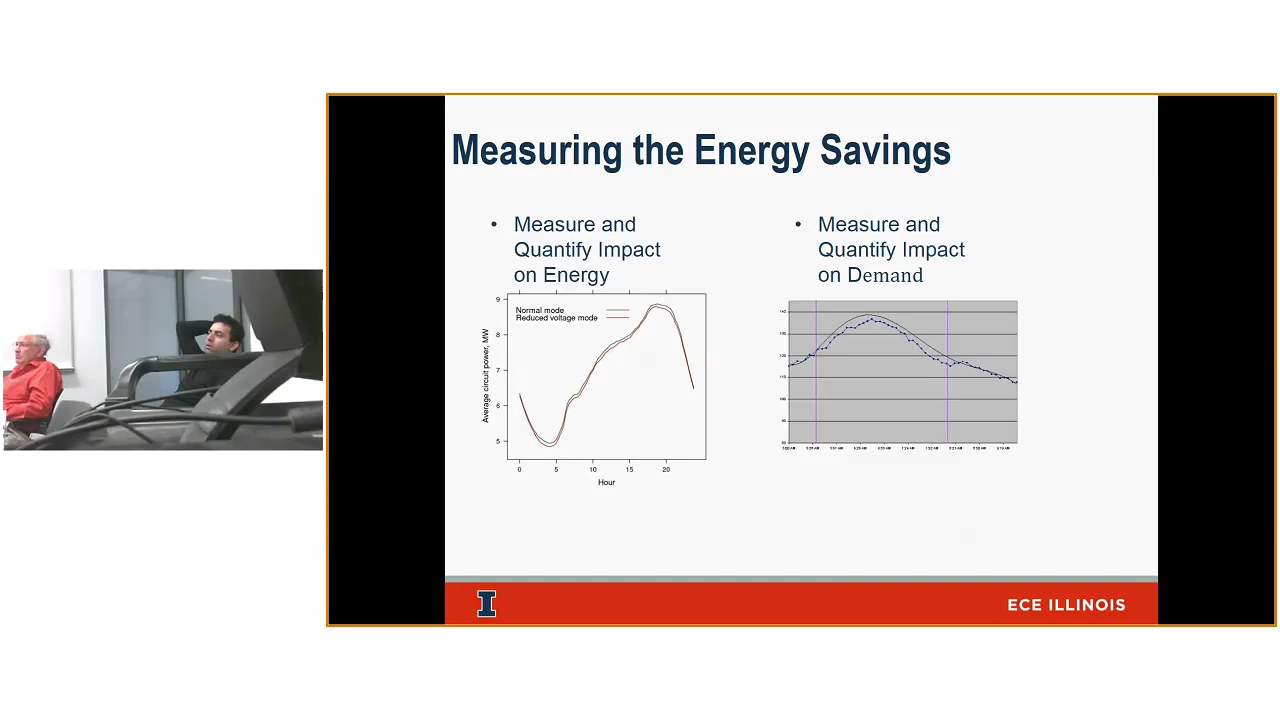 Measuring the Energy Savings
• Measure and
Quantify Impact
on Energy
• Measure and
Quantify Impact
on Demand
Normal mode
Reduced voltage mode
Average circuit power, MW
9
8
7
6
5
0 5 10 15 20
Hour
I
ECE ILLINOIS